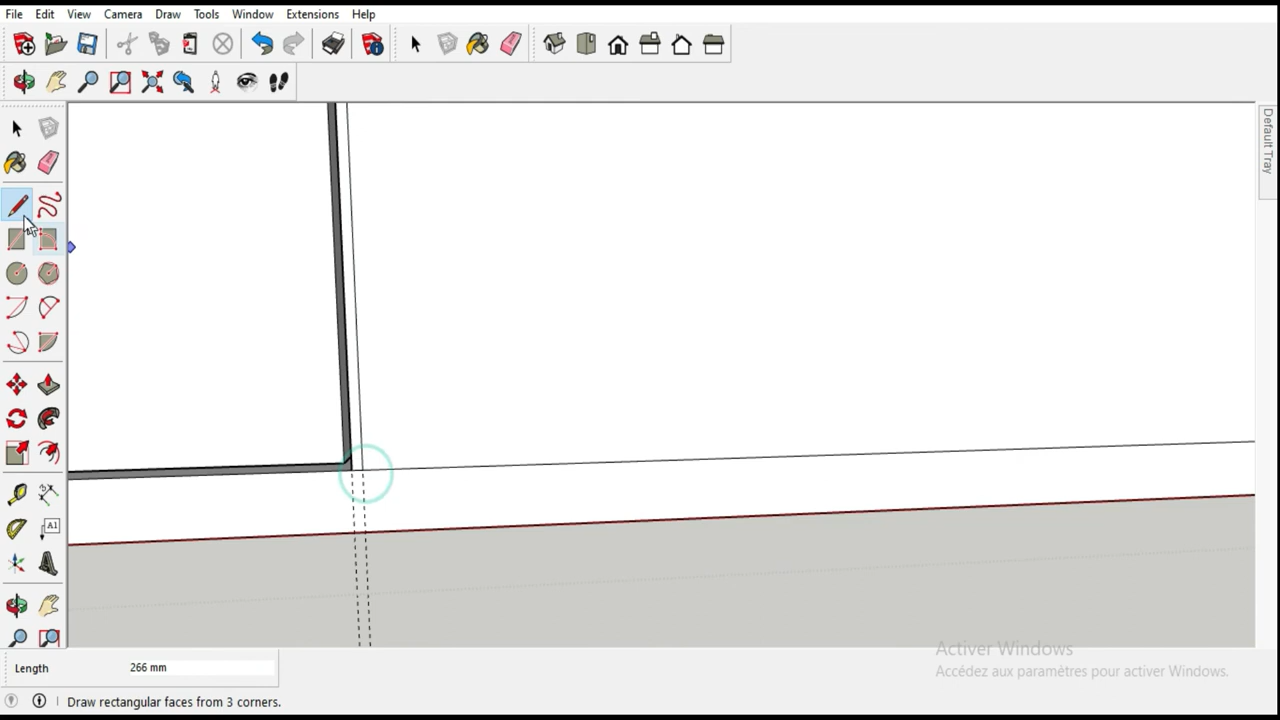 File Edit View Camera Draw Tools Window Extensions Help
Default Tray
A1
Activer Windows
Accédez aux paramètres pour activer Windows.
Length 266 mm
Draw rectangular faces from 3 corners.